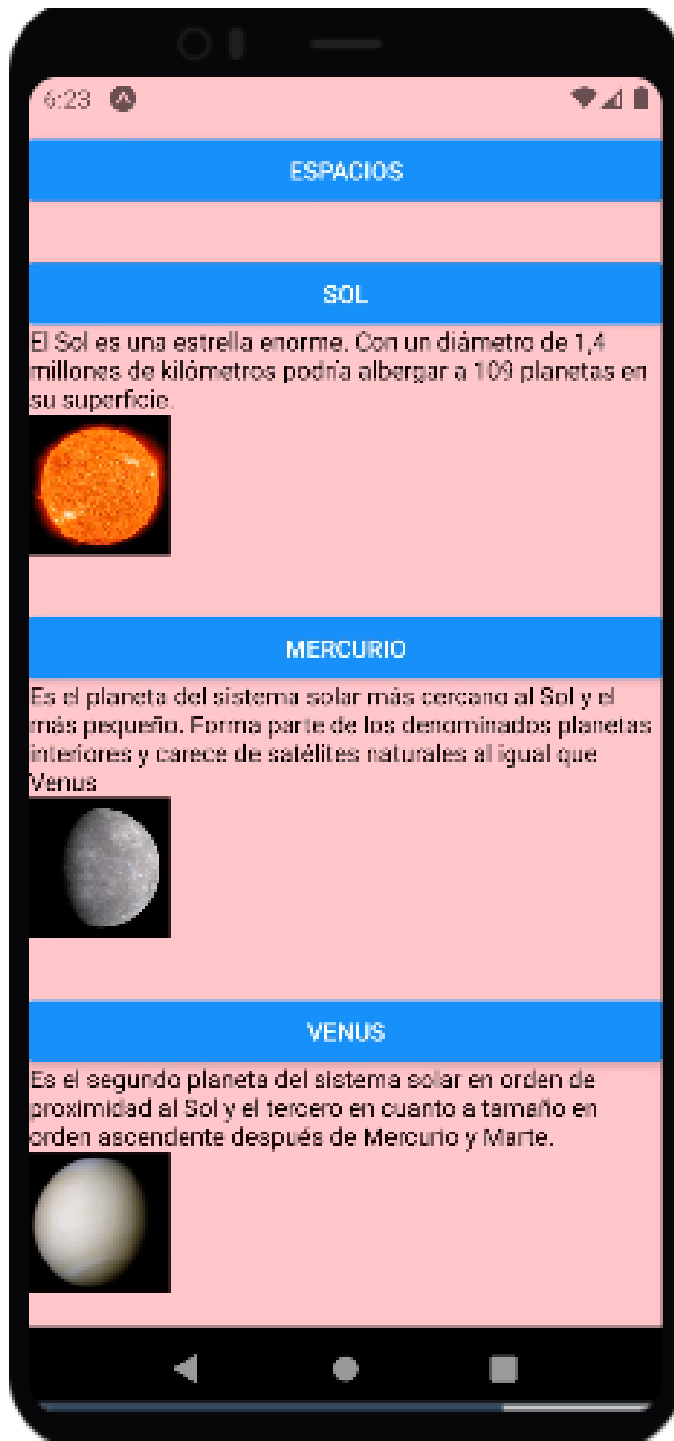 6:23
ESPACIOS
SOL
El Sol es una estrella enorme. Con un diámetro de 1,4
millones de kilómetros podría albergar a 109 planetas en
su superficie.
MERCURIO
Es el planeta del sistema solar más cercano al Sol y el
más pequeño. Forma parte de los denominados planetas
interiores y carece de satélites naturales al igual que
Venus
VENUS
Es el segundo planeta del sistema solar en orden de
proximidad al Sol y el tercero en cuanto a tamaño en
orden ascendente después de Mercurio y Marte.